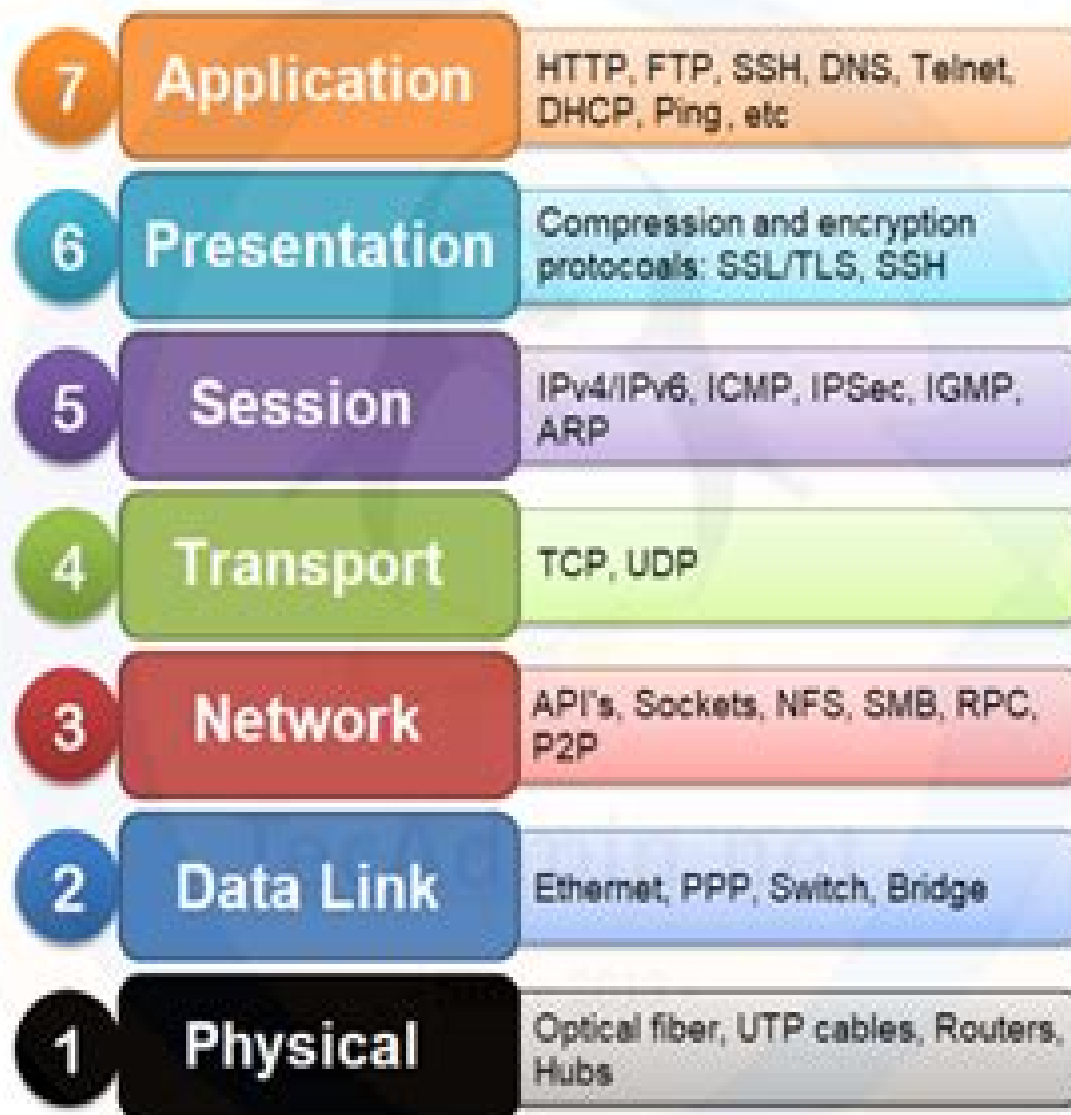 7
Application
HTTP, FTP, SSH, DNS, Telnet,
DHCP, Ping, etc
6
Presentation
Compression and encryption
protocoals: SSL/TLS, SSH
5
Session
IPv4/IPv6, ICMP, IPSec, IGMP,
ARP
4
Transport
TCP, UDP
3
Network
API's, Sockets, NFS, SMB, RPC,
P2P
2
Data Link
Ethernet, PPP, Switch, Bridge
1
Physical
Optical fiber, UTP cables, Routers,
Hubs